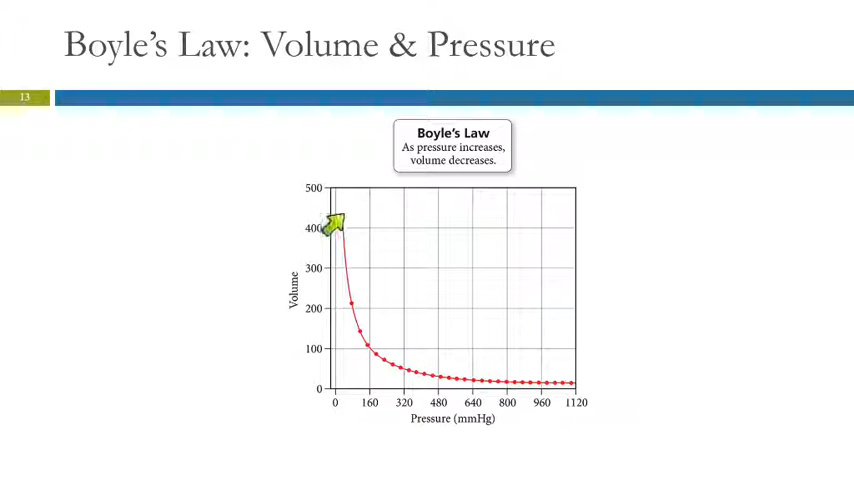 Boyle's Law: Volume & Pressure
13
Boyle's Law
As pressure increases,
volume decreases.
500
400
300
200
100
0
Volume
0 160 320 480 640 800 960 1120
Pressure (mmHg)